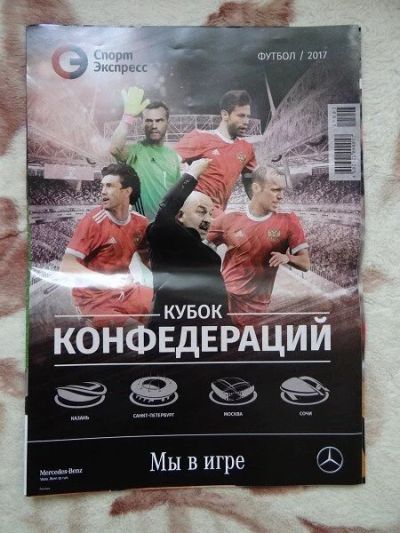 Спорт
Экспресс
ФУТБОЛ / 2017
КУБОК
КОНФЕДЕРАЦИЙ
КАЗАНЬ
САНКТ-ПЕТЕРБУРГ
МОСКВА
СОЧИ
Мы в игре
Mercedes-Benz